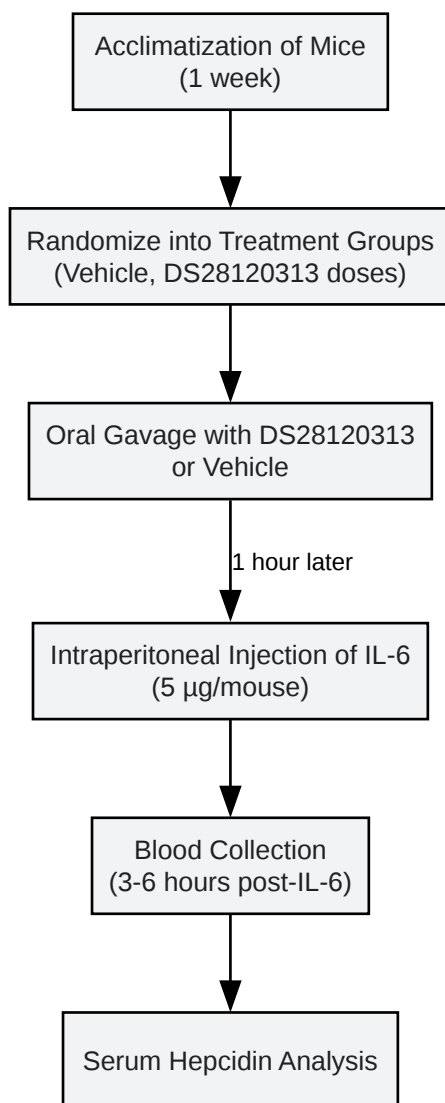 Acclimatization of Mice
(1 week)
Randomize into Treatment Groups
(Vehicle, DS28120313 doses)
Oral Gavage with DS28120313
or Vehicle
1 hour later
Intraperitoneal Injection of IL-6
(5 µg/mouse)
Blood Collection
(3-6 hours post-IL-6)
Serum Hepcidin Analysis